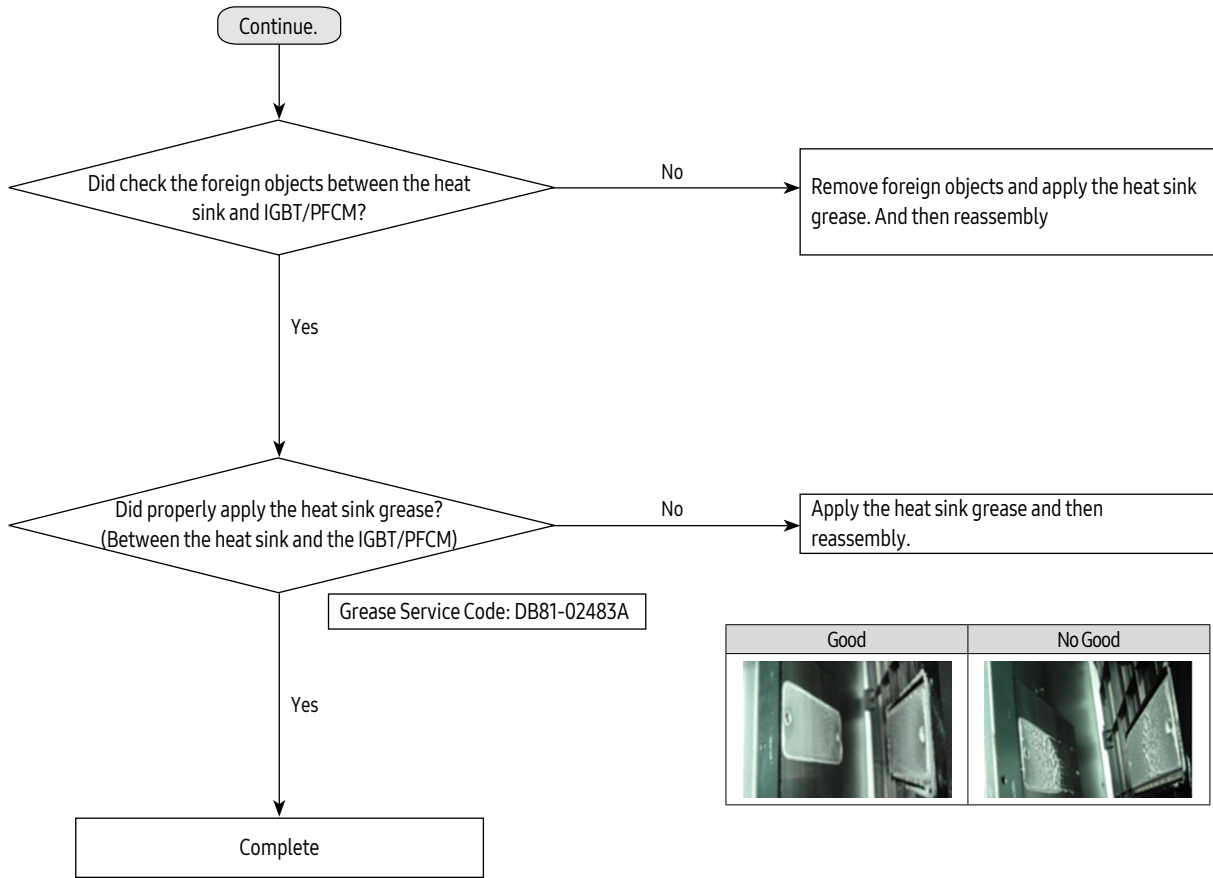 Continue.
Did check the foreign objects between the heat
sink and IGBT/PFCM?
No
Remove foreign objects and apply the heat sink
grease. And then reassembly
Yes
Did properly apply the heat sink grease?
(Between the heat sink and the IGBT/PFCM)
No
Apply the heat sink grease and then
reassembly.
Grease Service Code: DB81-02483A
Good
No Good
Yes
Complete